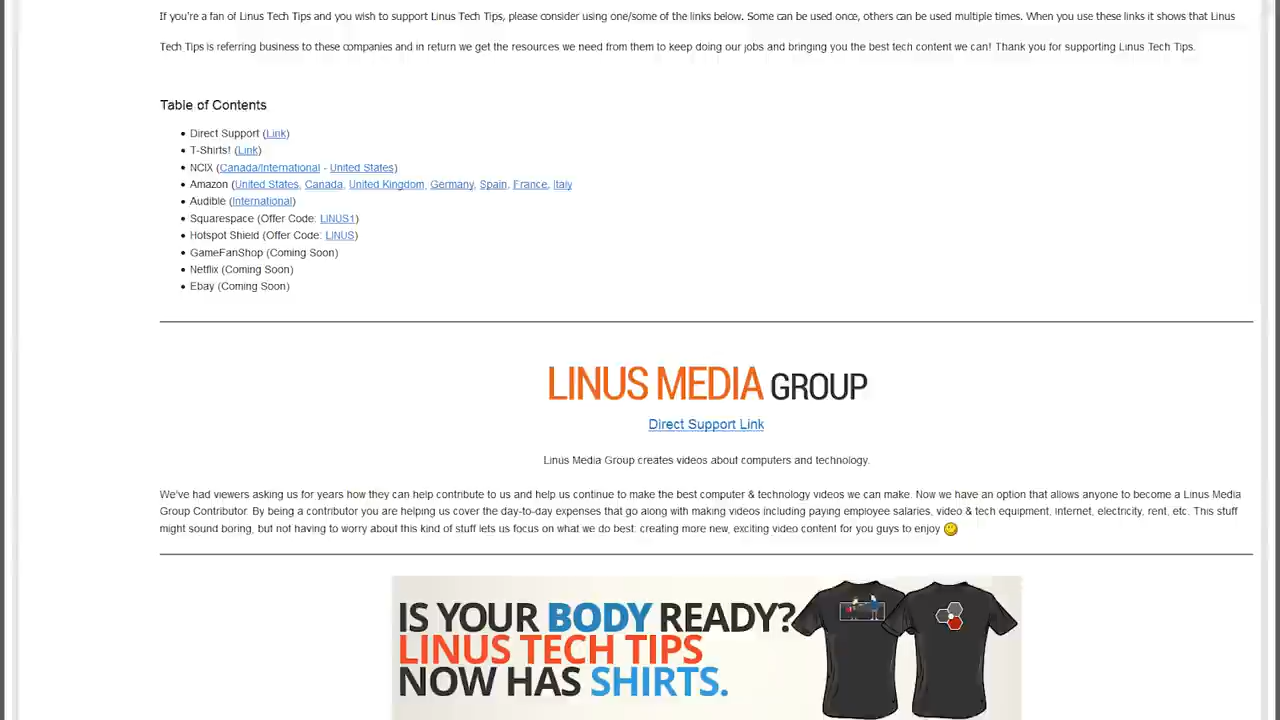 If you're a fan of Linus Tech Tips and you wish to support Linus Tech Tips, please consider using one/some of the links below. Some can be used once, others can be used multiple times. When you use these links it shows that Linus
Tech Tips is referring business to these companies and in return we get the resources we need from them to keep doing our jobs and bringing you the best tech content we can! Thank you for supporting Linus Tech Tips.
Table of Contents
• Direct Support (Link)
• T-Shirts! (Link)
• NCIX (Canada/International - United States)
• Amazon (United States, Canada, United Kingdom, Germany, Spain, France, Italy
• Audible (International)
• Squarespace (Offer Code: LINUS1)
• Hotspot Shield (Offer Code: LINUS)
• GameFanShop (Coming Soon)
• Netflix (Coming Soon)
• Ebay (Coming Soon)
LINUS MEDIA GROUP
Direct Support Link
Linus Media Group creates videos about computers and technology.
We've had viewers asking us for years how they can help contribute to us and help us continue to make the best computer & technology videos we can make. Now we have an option that allows anyone to become a Linus Media
Group Contributor. By being a contributor you are helping us cover the day-to-day expenses that go along with making videos including paying employee salaries, video & tech equipment, internet, electricity, rent, etc. This stuff
might sound boring, but not having to worry about this kind of stuff lets us focus on what we do best: creating more new, exciting video content for you guys to enjoy
IS YOUR BODY READY?
LINUS TECH TIPS
NOW HAS SHIRTS.